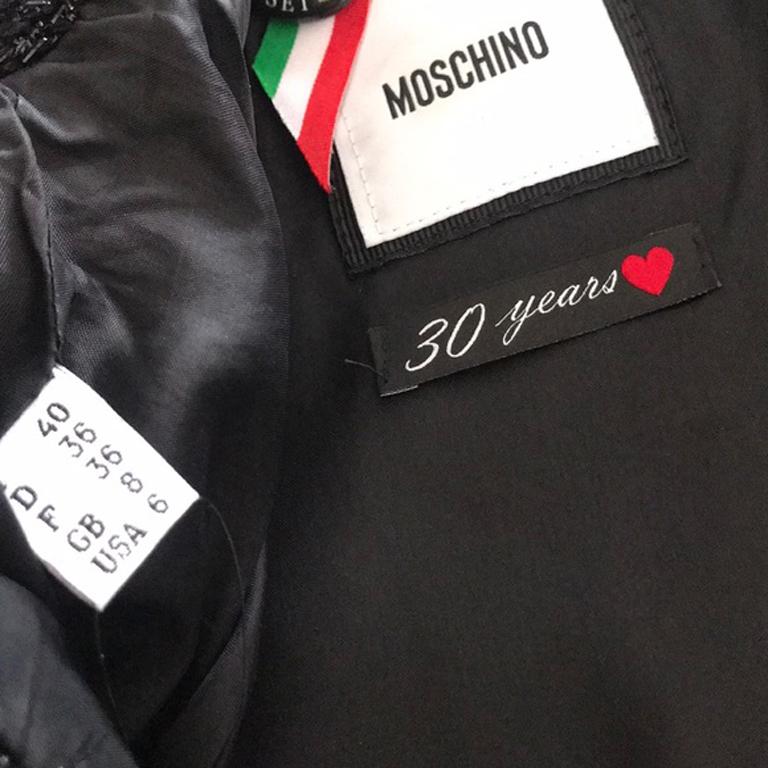 MOSCHINO
30 years
40
D 36
F 36
GB 8
USA 6